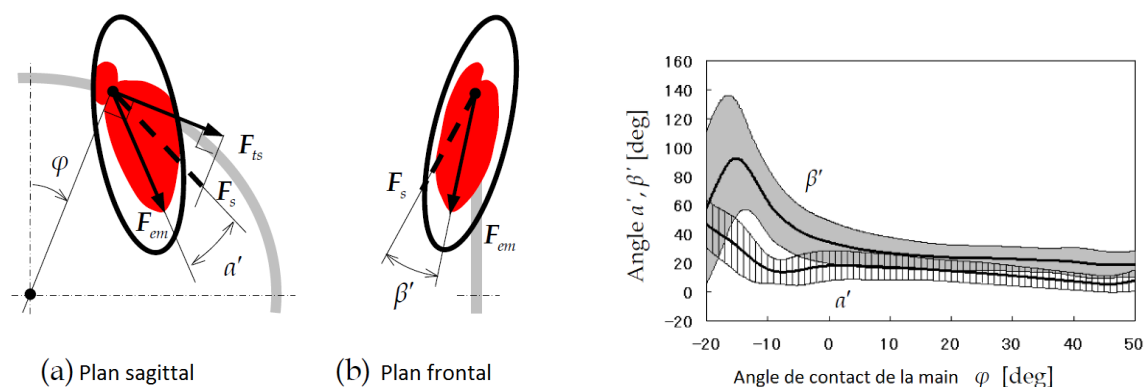 φ
F_ts
F_s
F_em
a'
(a) Plan sagittal
F_s
F_em
β'
(b) Plan frontal
160
140
120
100
80
60
40
20
0
-20
Angle a', β' [deg]
β'
a'
-20 -10 0 10 20 30 40 50
Angle de contact de la main φ [deg]